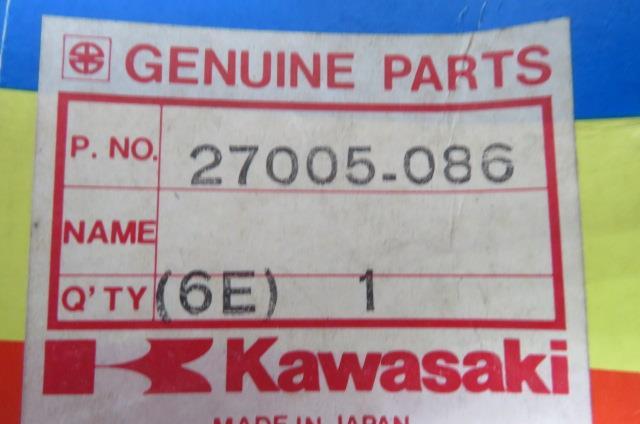 GENUINE PARTS
P. NO. 27005-086
NAME
Q'TY (6E) 1
Kawasaki
MADE IN JAPAN